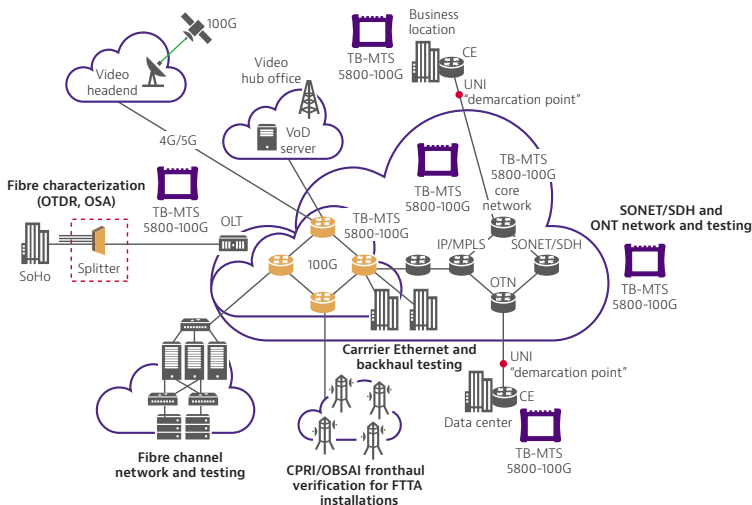 100G
Video
headend
Video
hub office
VoD
server
4G/5G
TB-MTS
5800-100G
Business
location
CE
UNI
“demarcation point”
Fibre characterization
(OTDR, OSA)
TB-MTS
5800-100G
OLT
SoHo
Splitter
TB-MTS
5800-100G
TB-MTS
5800-100G
core
network
TB-MTS
5800-100G
100G
IP/MPLS
SONET/SDH
OTN
SONET/SDH and
ONT network and testing
TB-MTS
5800-100G
Carrrier Ethernet and
backhaul testing
UNI
“demarcation point”
CE
Data center
TB-MTS
5800-100G
Fibre channel
network and testing
CPRI/OBSAI fronthaul
verification for FTTA
installations